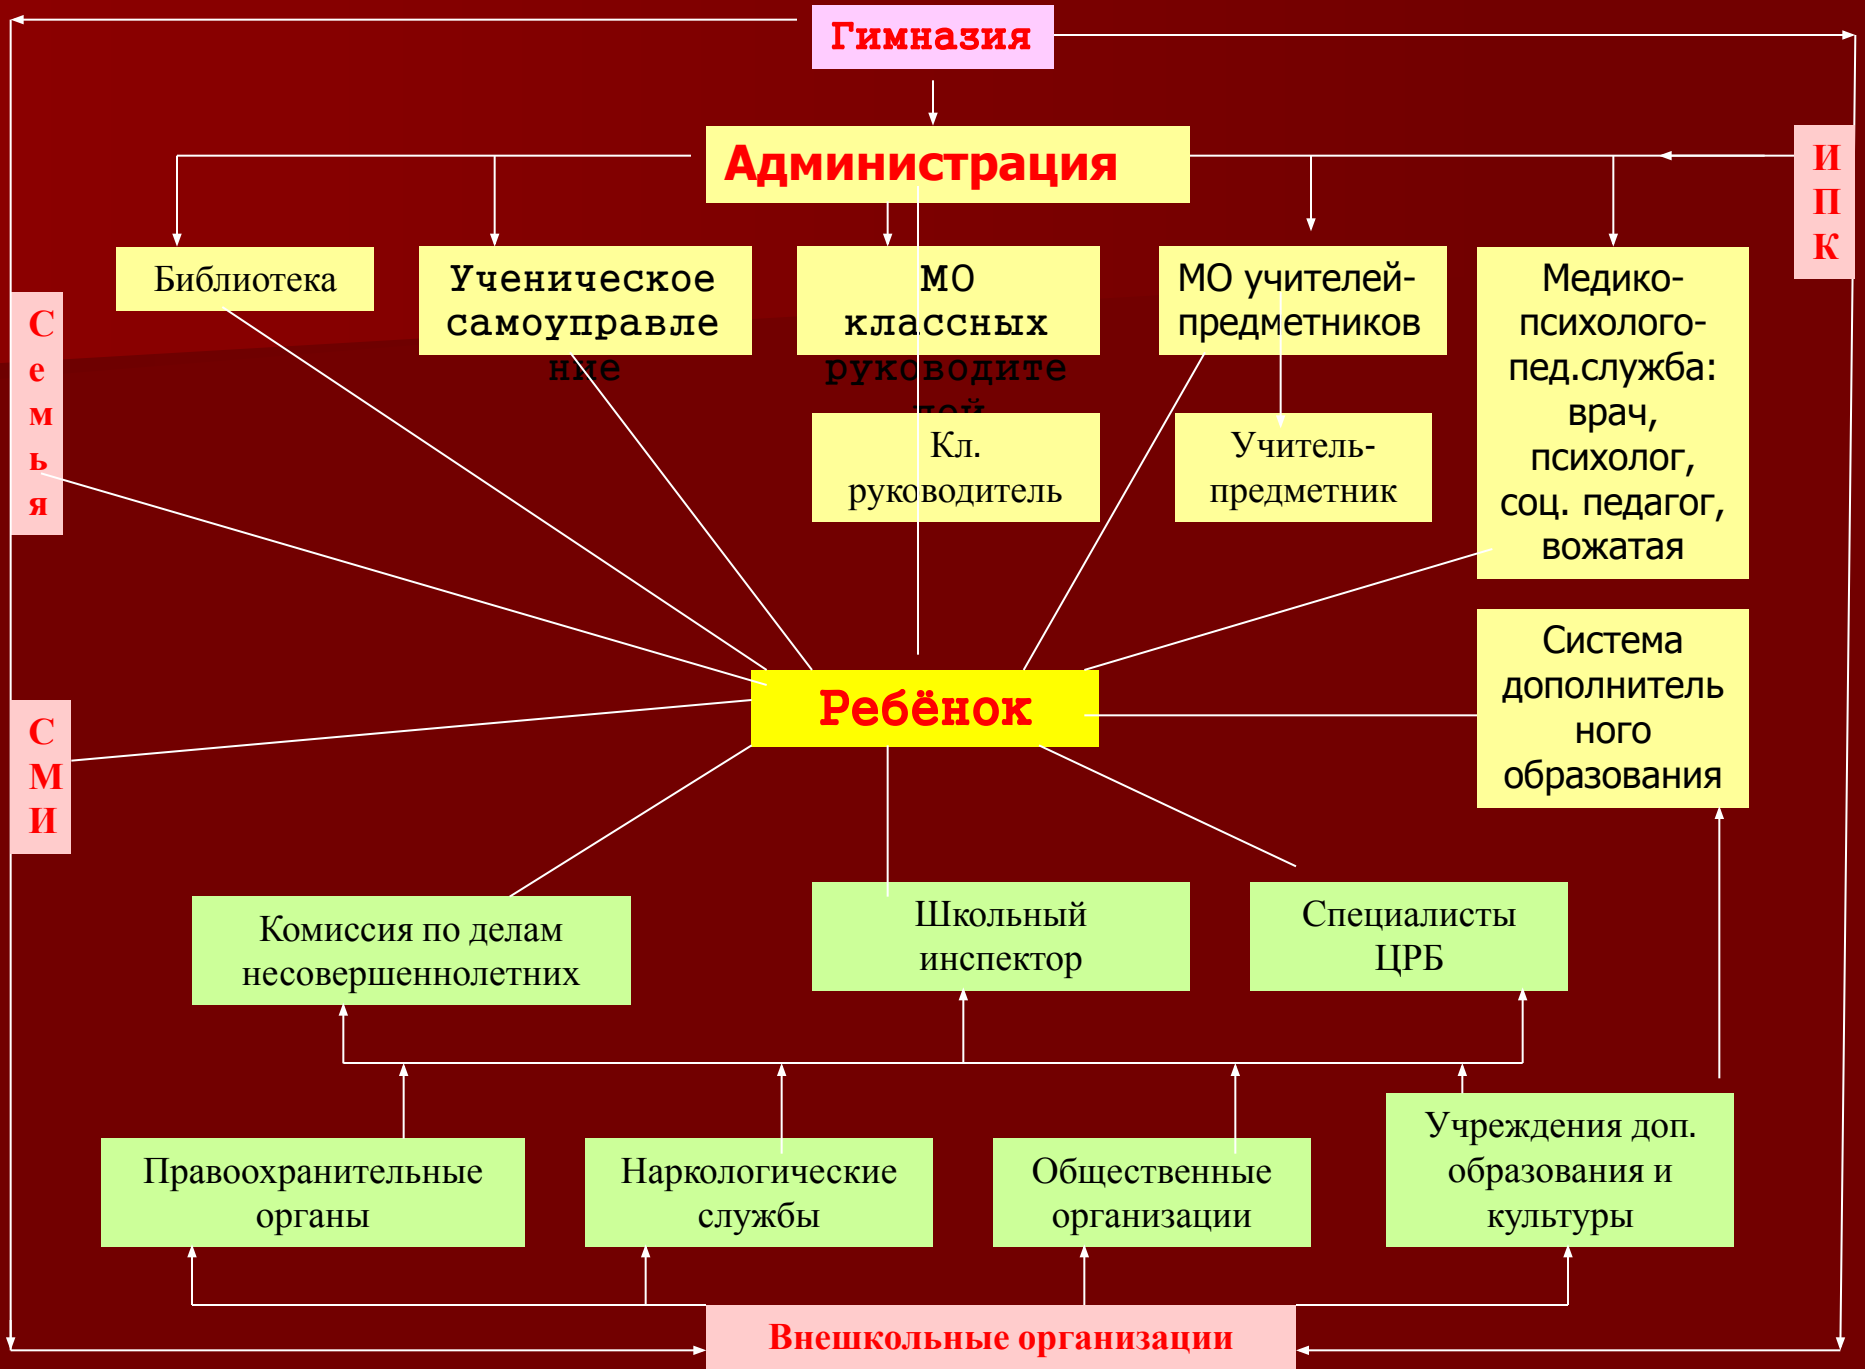 Гимназия
Администрация
И
П
К
Библиотека
Ученическое
самоуправле
ние
МО
классных
руководите
лей
МО учителей-
предметников
Медико-
психолого-
пед.служба:
врач,
психолог,
соц. педагог,
вожатая
С
е
м
ь
я
Кл.
руководитель
Учитель-
предметник
Система
дополнитель
ного
образования
Ребёнок
С
М
И
Комиссия по делам
несовершеннолетних
Школьный
инспектор
Специалисты
ЦРБ
Правоохранительные
органы
Наркологические
службы
Общественные
организации
Учреждения доп.
образования и
культуры
Внешкольные организации